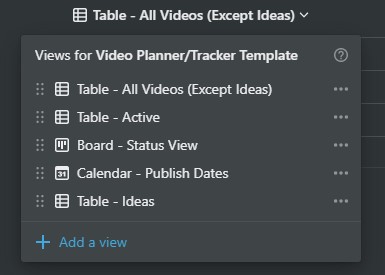 Table - All Videos (Except Ideas)
Views for Video Planner/Tracker Template
Table - All Videos (Except Ideas)
Table - Active
Board - Status View
31 Calendar - Publish Dates
Table - Ideas
+ Add a view